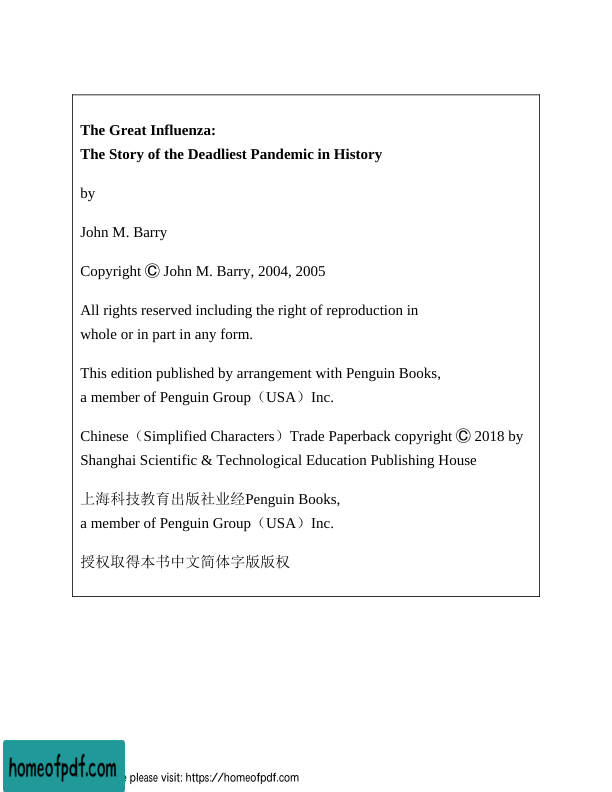 The Great Influenza:
The Story of the Deadliest Pandemic in History
by
John M. Barry
Copyright © John M. Barry, 2004, 2005
All rights reserved including the right of reproduction in
whole or in part in any form.
This edition published by arrangement with Penguin Books,
a member of Penguin Group（USA）Inc.
Chinese（Simplified Characters）Trade Paperback copyright © 2018 by
Shanghai Scientific & Technological Education Publishing House
上海科技教育出版社业经Penguin Books,
a member of Penguin Group（USA）Inc.
授权取得本书中文简体字版版权
homeofpdf.com
please visit: https://homeofpdf.com